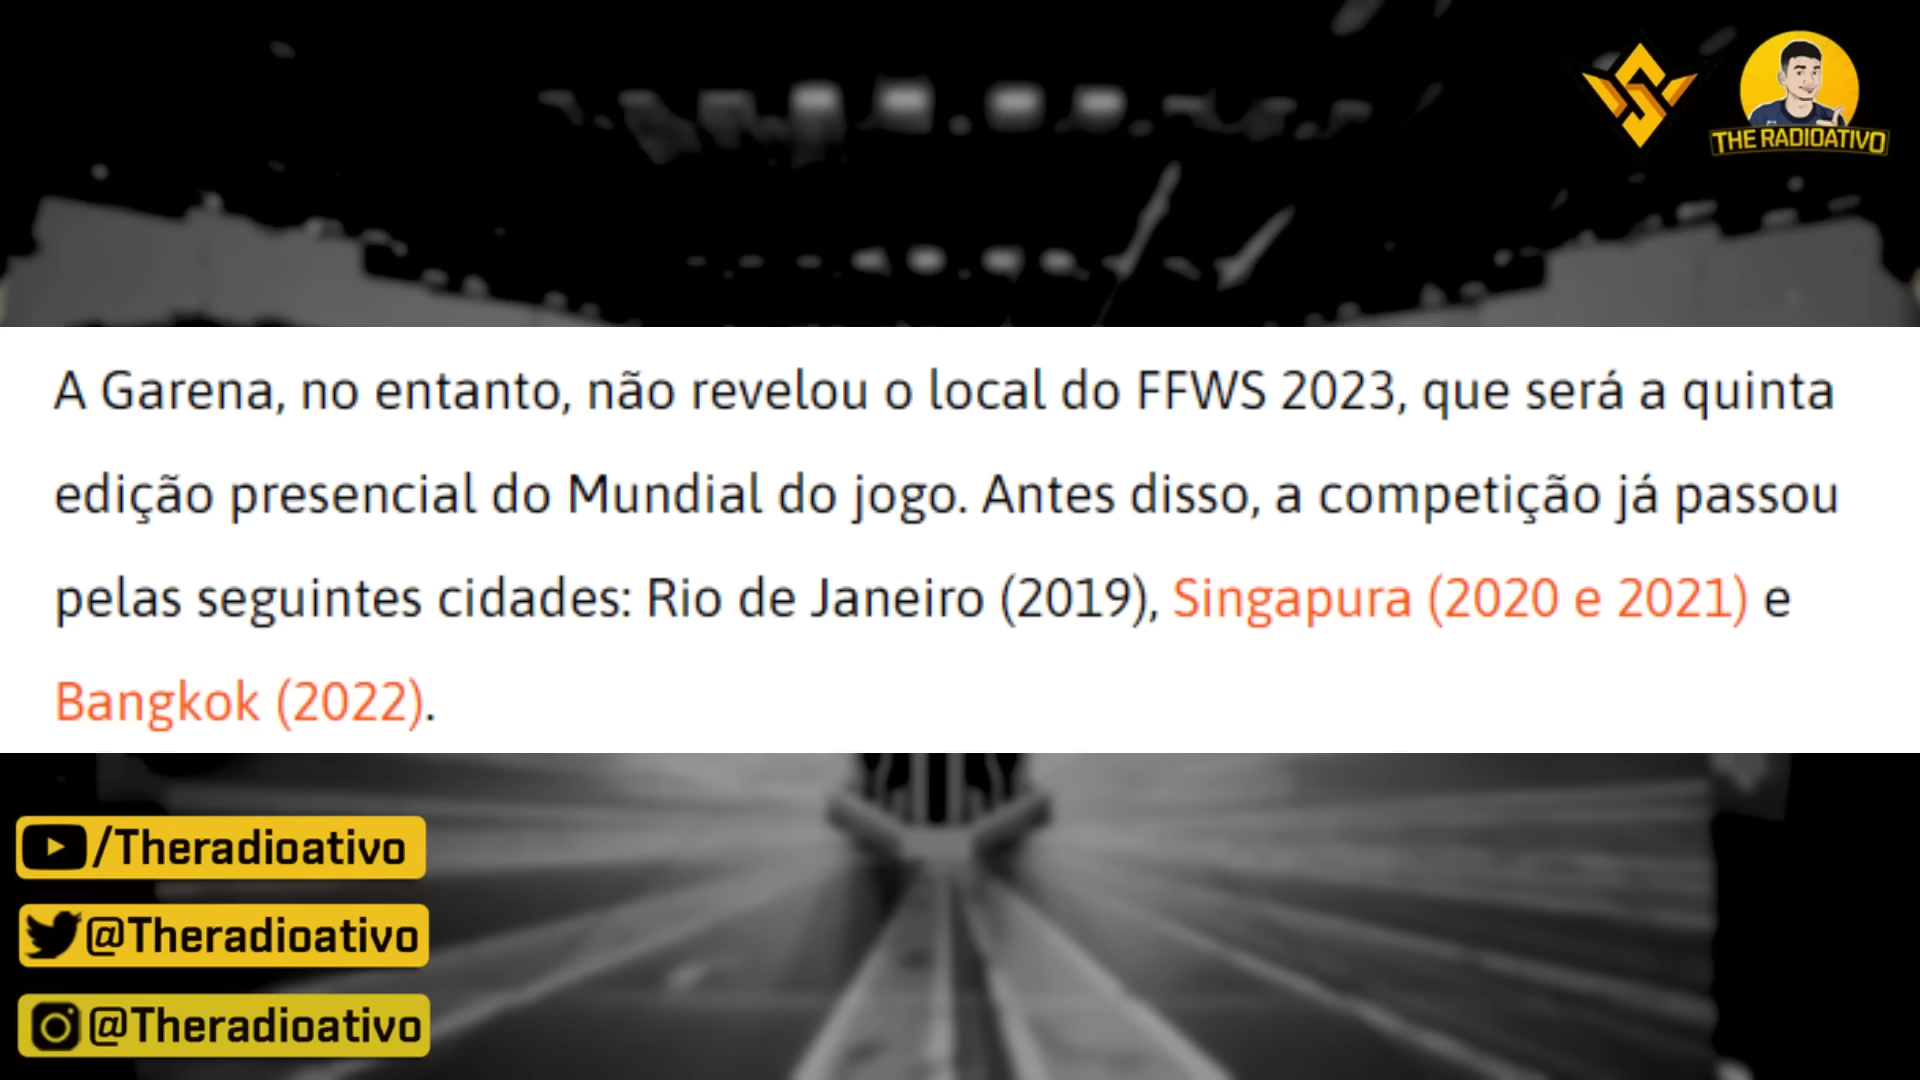 THE RADIOATIVO
A Garena, no entanto, não revelou o local do FFWS 2023, que será a quinta
edição presencial do Mundial do jogo. Antes disso, a competição já passou
pelas seguintes cidades: Rio de Janeiro (2019), Singapura (2020 e 2021) e
Bangkok (2022).
/Theradioativo
@Theradioativo
@Theradioativo